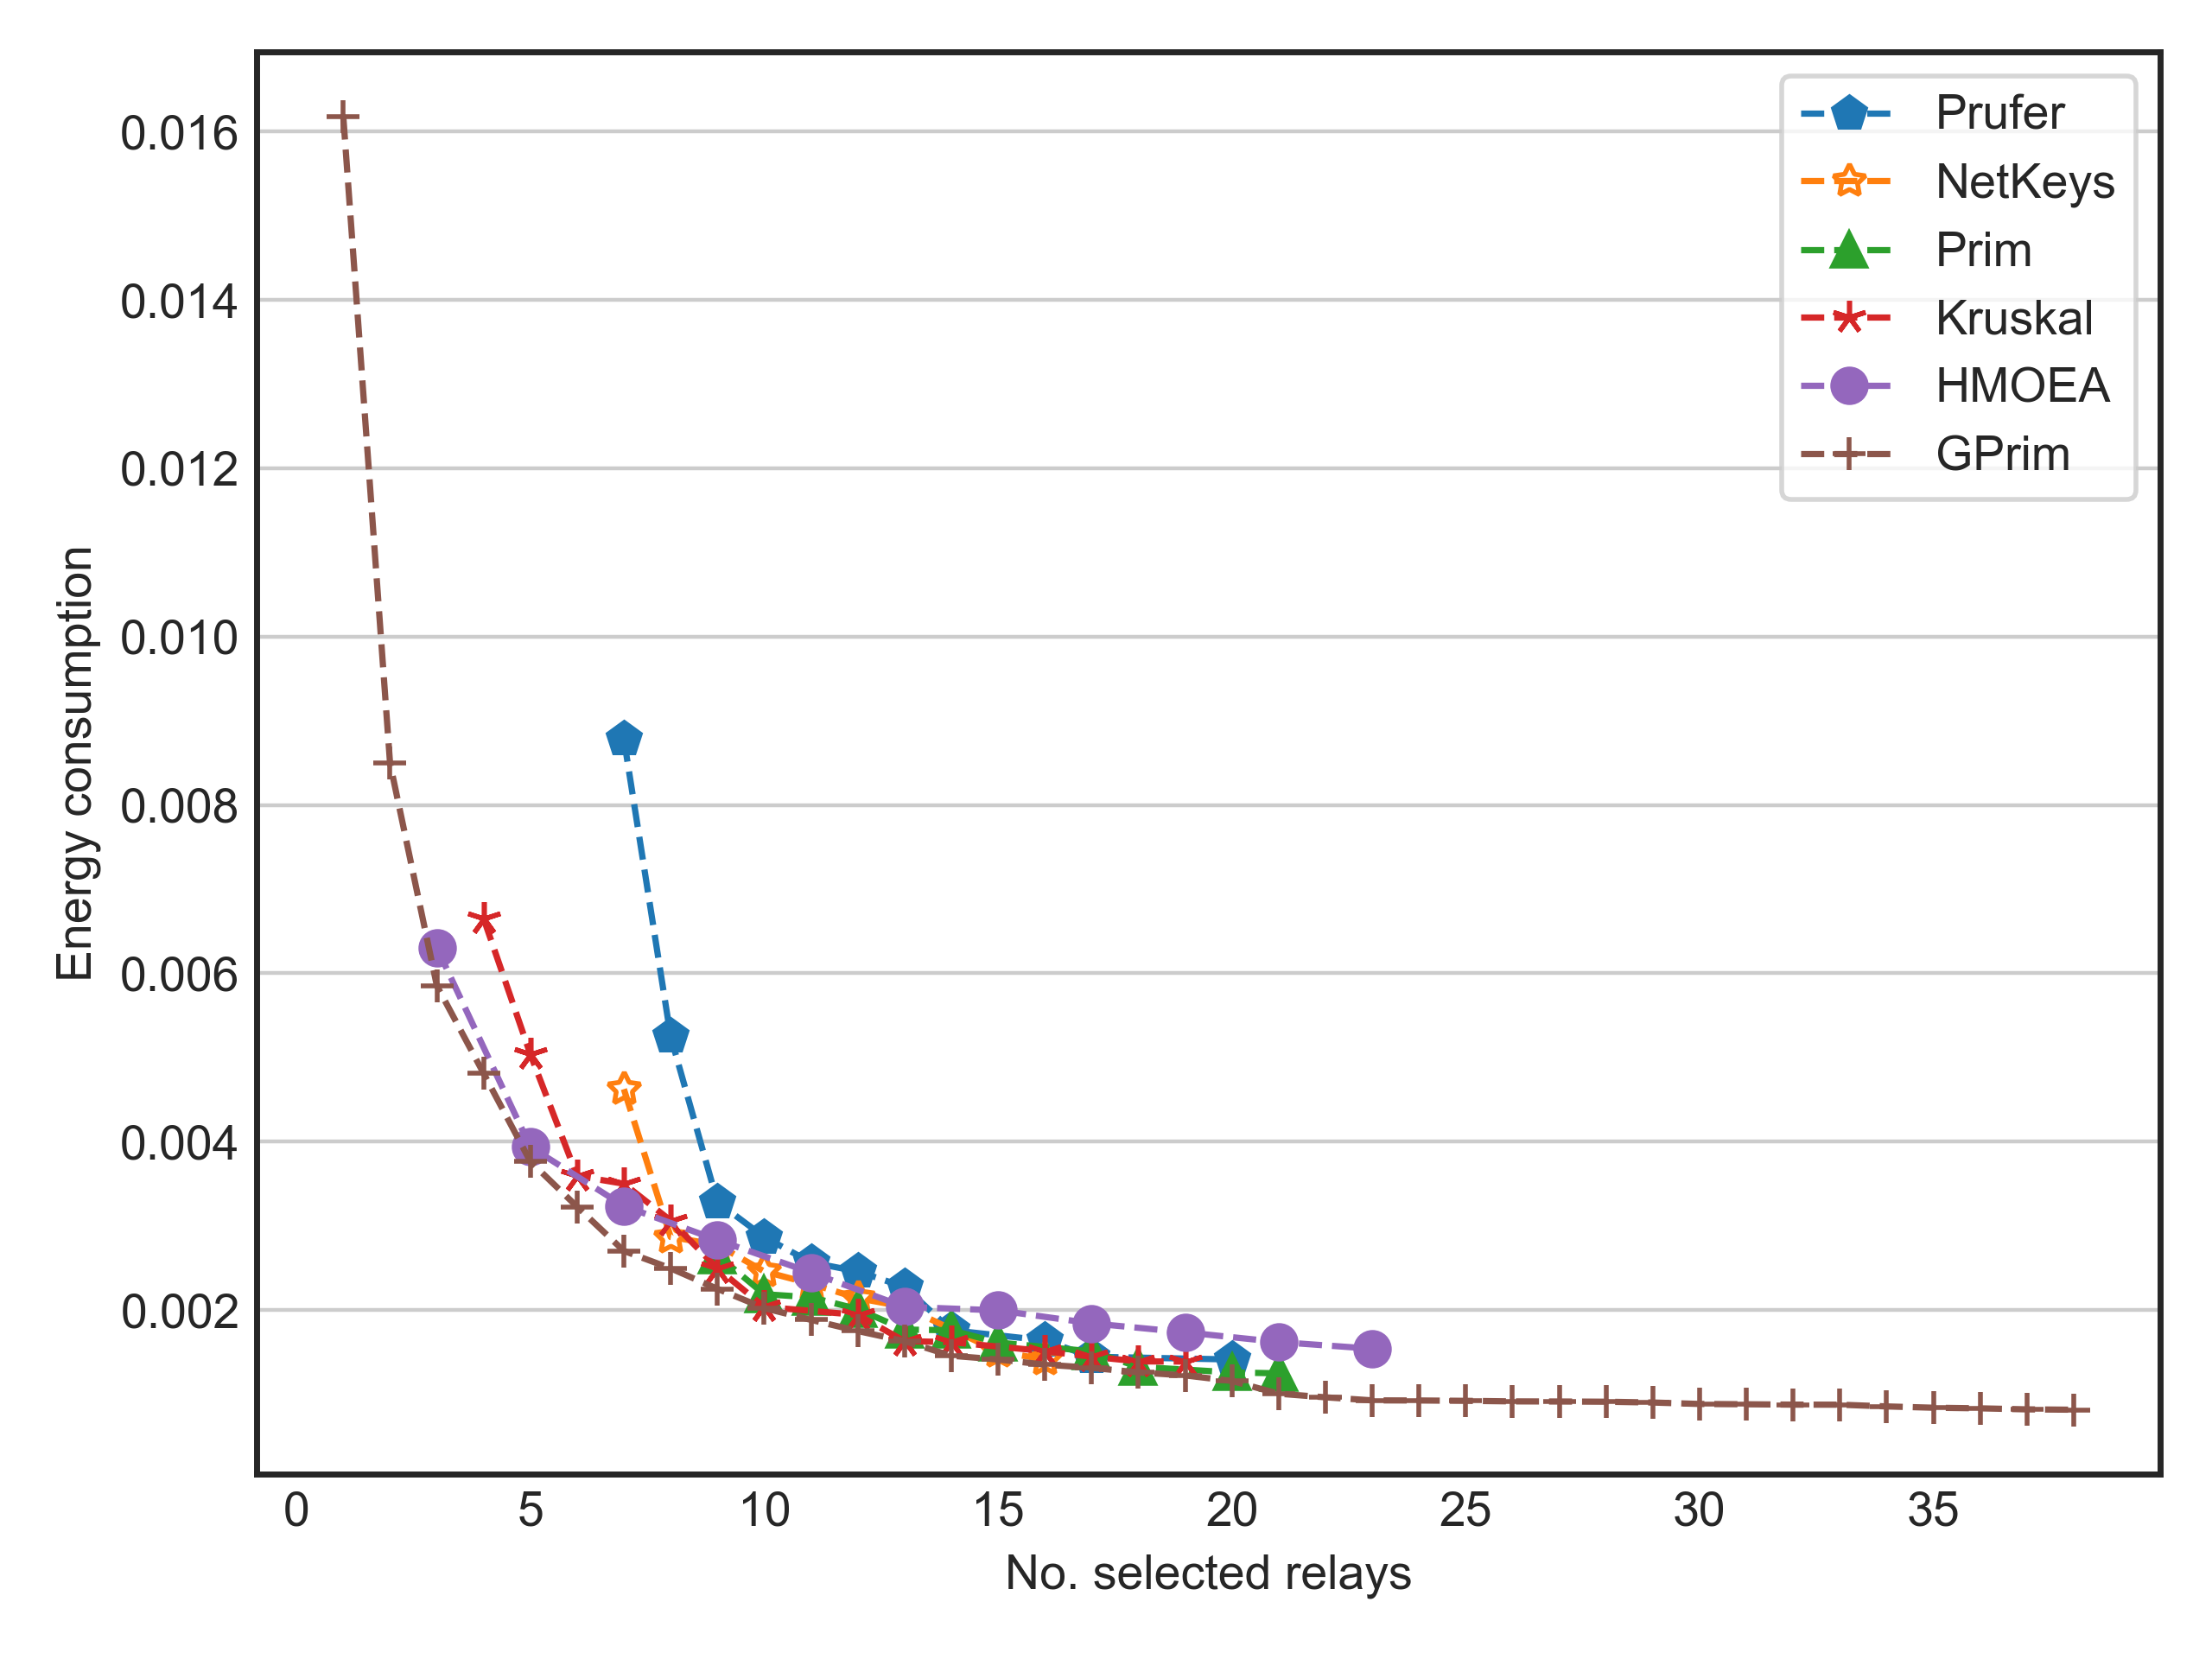 Prufer
NetKeys
Prim
Kruskal
HMOEA
GPrim
0.016
0.014
0.012
0.010
0.008
0.006
0.004
0.002
Energy consumption
0 5 10 15 20 25 30 35
No. selected relays